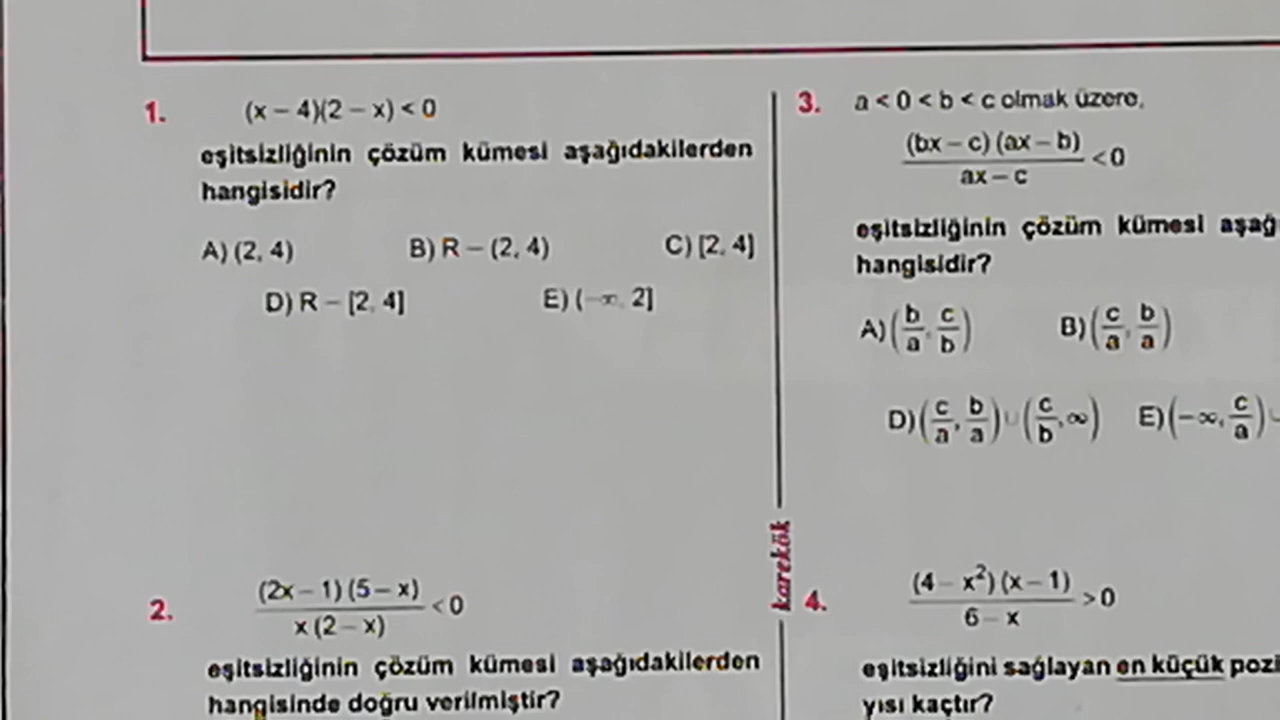 1. (x – 4)(2 – x) < 0
eşitsizliğinin çözüm kümesi aşağıdakilerden
hangisidir?
A) (2, 4) B) R – (2, 4) C) [2, 4]
D) R – [2, 4] E) (–∞, 2]
2. (2x – 1) (5 – x) / x (2 – x) < 0
eşitsizliğinin çözüm kümesi aşağıdakilerden
hangisinde doğru verilmiştir?
karekök
3. a < 0 < b < c olmak üzere,
(bx – c) (ax – b) / ax – c < 0
eşitsizliğinin çözüm kümesi aşağ
hangisidir?
A) (b/a, c/b) B) (c/a, b/a)
D) (c/a, b/a) ∪ (c/b, ∞) E) (–∞, c/a) ∪
4. (4 – x²) (x – 1) / 6 – x > 0
eşitsizliğini sağlayan en küçük pozi
yısı kaçtır?